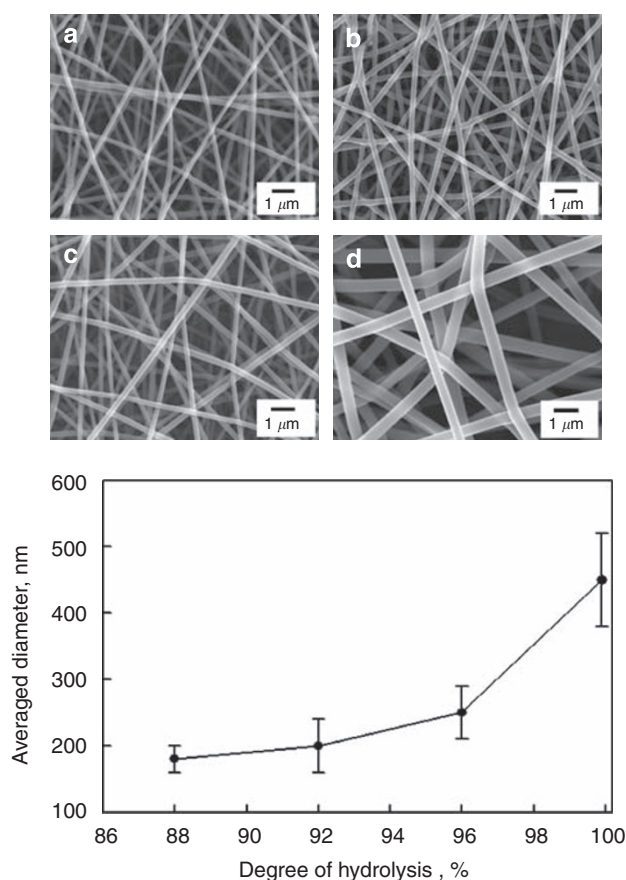 a
b
1 μm
1 μm
c
d
1 μm
1 μm
600
500
400
300
200
100
Averaged diameter, nm
86 88 90 92 94 96 98 100
Degree of hydrolysis , %